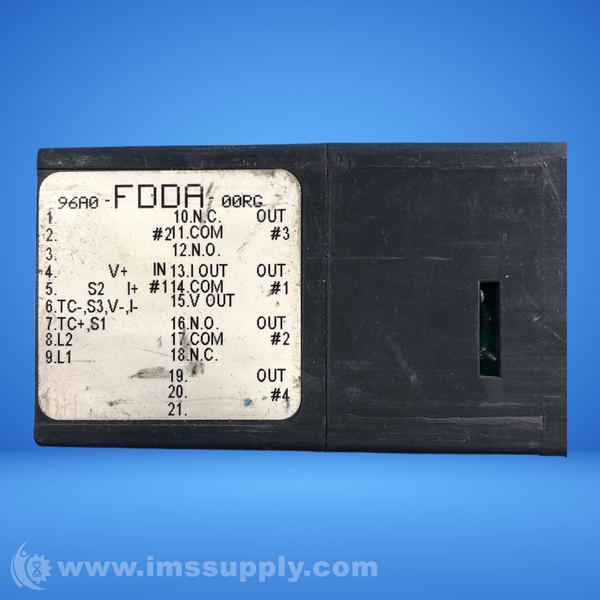 96A0-FDDA-00RG
1. 10.N.C. OUT
2. #2 11.COM #3
3. 12.N.O.
4. V+ IN 13.I OUT OUT
5. S2 I+ #1 14.COM #1
6.TC-,S3,V-,I- 15.V OUT
7.TC+,S1 16.N.O. OUT
8.L2 17.COM #2
9.L1 18.N.C.
19. OUT
20. #4
21.
www.imssupply.com